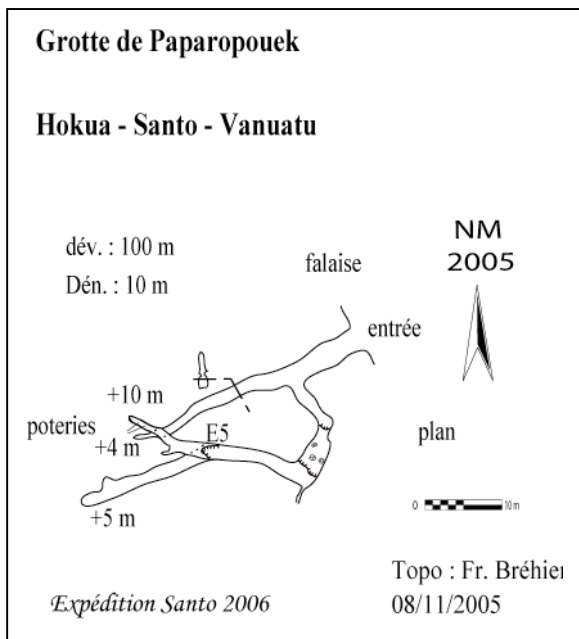 Grotte de Paparopouek
Hokua - Santo - Vanuatu
dév. : 100 m
Dén. : 10 m
NM
2005
falaise
entrée
+10 m
poteries
+4 m
E5
+5 m
plan
0 10m
Topo : Fr. Bréhier
08/11/2005
Expédition Santo 2006